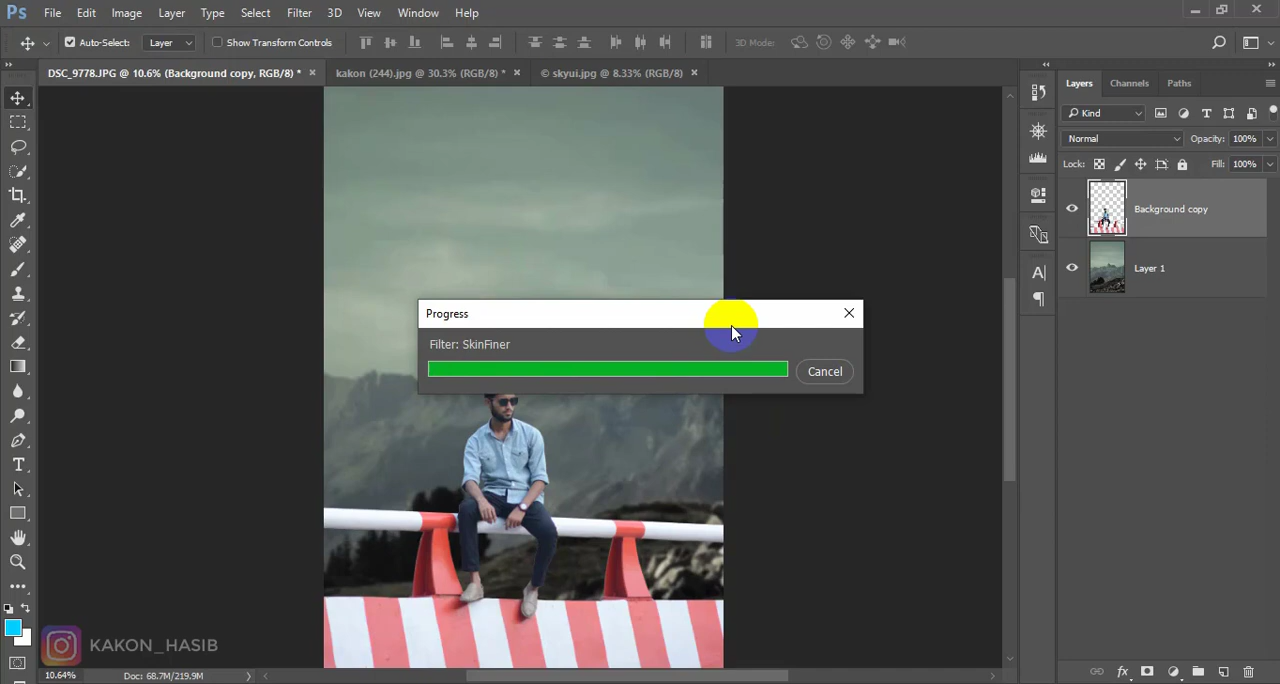 Ps File Edit Image Layer Type Select Filter 3D View Window Help
Auto-Select: Layer Show Transform Controls 3D Mode:
DSC_9778.JPG @ 10.6% (Background copy, RGB/8) * × kakon (244).jpg @ 30.3% (RGB/8) * × © skyui.jpg @ 8.33% (RGB/8) ×
Layers Channels Paths
Kind
Normal Opacity: 100%
Lock: Fill: 100%
Background copy
Layer 1
Progress
Filter: SkinFiner
Cancel
KAKON_HASIB
10.64% Doc: 68.7M/219.9M